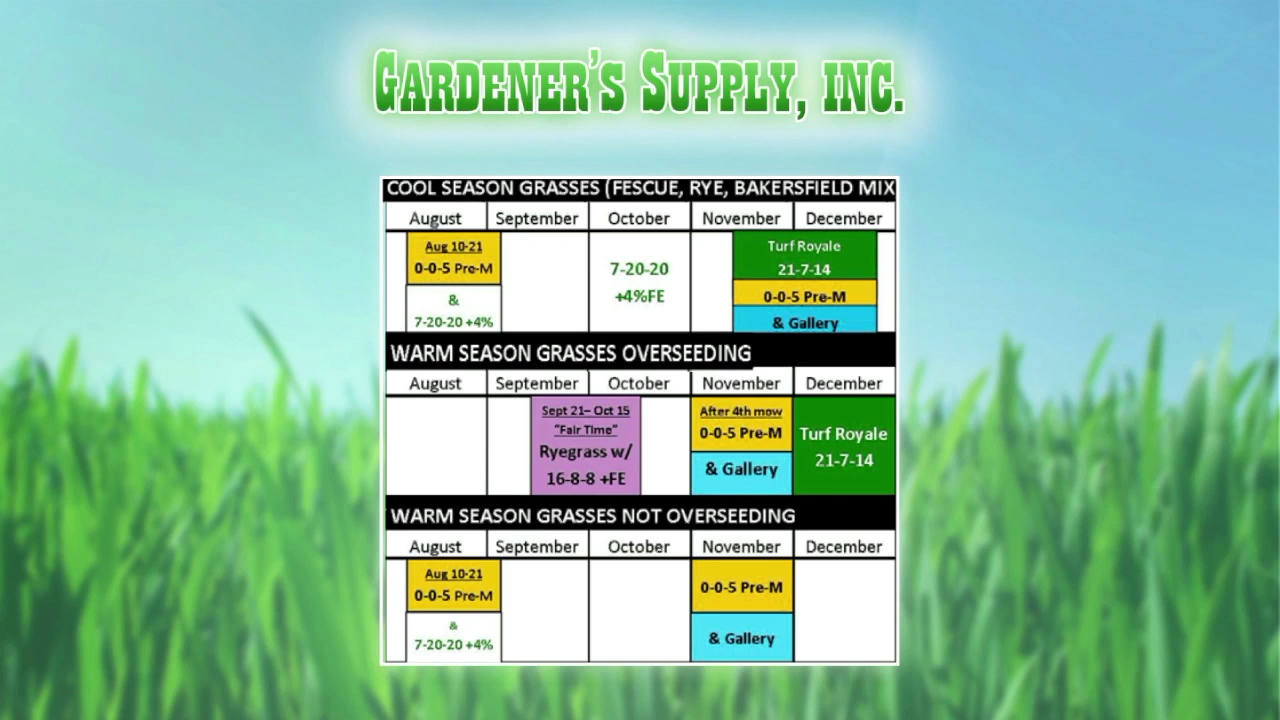 GARDENER'S SUPPLY, INC.
COOL SEASON GRASSES (FESCUE, RYE, BAKERSFIELD MIX
August September October November December
Aug 10-21
0-0-5 Pre-M
&
7-20-20 +4%
7-20-20
+4%FE
Turf Royale
21-7-14
0-0-5 Pre-M
& Gallery
WARM SEASON GRASSES OVERSEEDING
August September October November December
Sept 21– Oct 15
"Fair Time"
Ryegrass w/
16-8-8 +FE
After 4th mow
0-0-5 Pre-M
& Gallery
Turf Royale
21-7-14
WARM SEASON GRASSES NOT OVERSEEDING
August September October November December
Aug 10-21
0-0-5 Pre-M
&
7-20-20 +4%
0-0-5 Pre-M
& Gallery